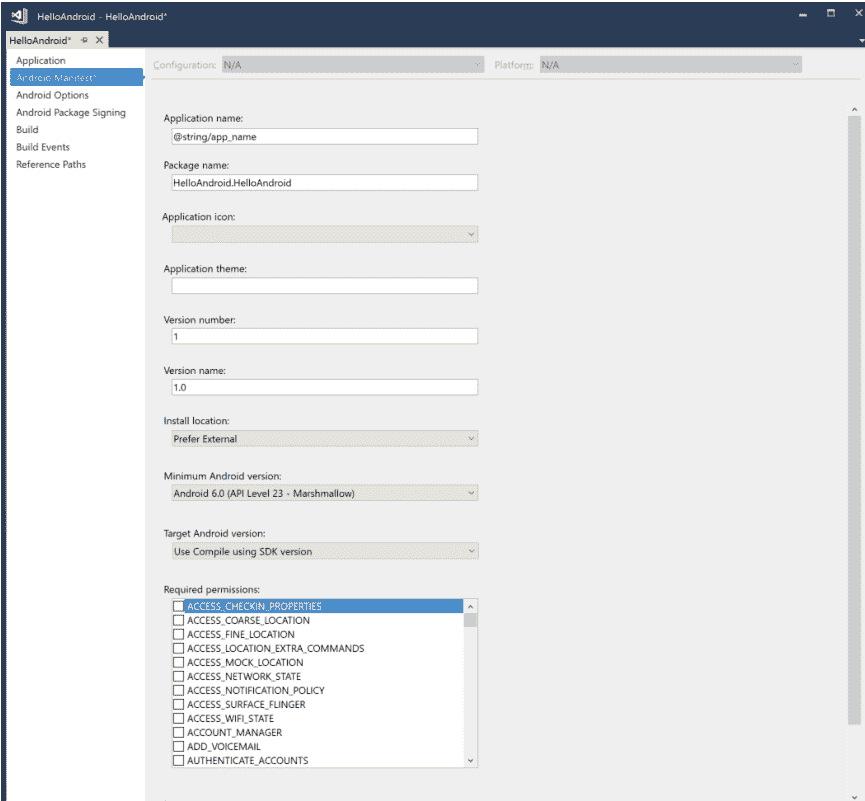 HelloAndroid - HelloAndroid*
HelloAndroid*
Application
Android Manifest*
Android Options
Android Package Signing
Build
Build Events
Reference Paths
Configuration: N/A Platform: N/A
Application name:
@string/app_name
Package name:
HelloAndroid.HelloAndroid
Application icon:
Application theme:
Version number:
1
Version name:
1.0
Install location:
Prefer External
Minimum Android version:
Android 6.0 (API Level 23 - Marshmallow)
Target Android version:
Use Compile using SDK version
Required permissions:
ACCESS_CHECKIN_PROPERTIES
ACCESS_COARSE_LOCATION
ACCESS_FINE_LOCATION
ACCESS_LOCATION_EXTRA_COMMANDS
ACCESS_MOCK_LOCATION
ACCESS_NETWORK_STATE
ACCESS_NOTIFICATION_POLICY
ACCESS_SURFACE_FLINGER
ACCESS_WIFI_STATE
ACCOUNT_MANAGER
ADD_VOICEMAIL
AUTHENTICATE_ACCOUNTS